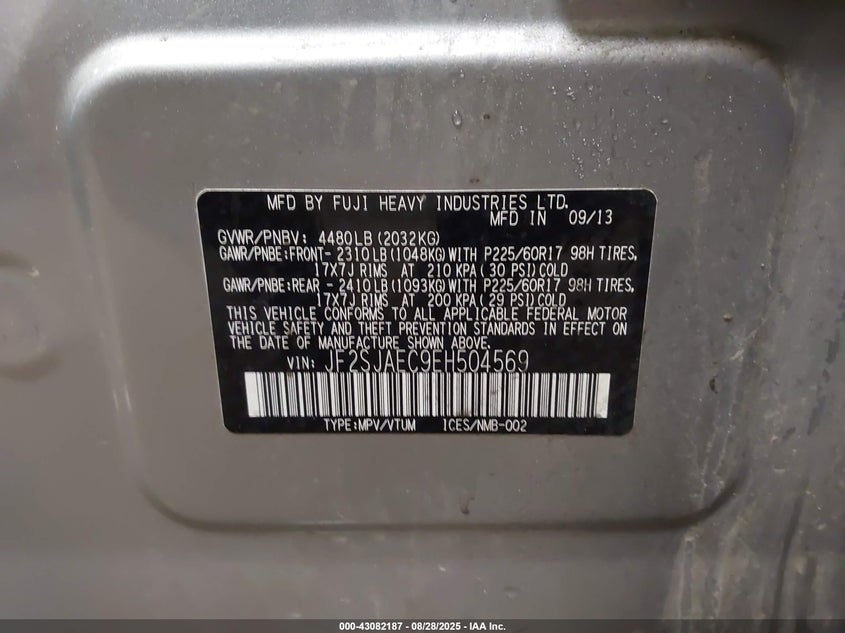 MFD BY FUJI HEAVY INDUSTRIES LTD.
MFD IN 09/13
GVWR/PNBV: 4480LB(2032KG)
GAWR/PNBE:FRONT- 2310LB(1048KG)WITH P225/60R17 98H TIRES,
17X7J RIMS AT 210 KPA( 30 PSI)COLD
GAWR/PNBE:REAR - 2410LB(1093KG)WITH P225/60R17 98H TIRES,
17X7J RIMS AT 200 KPA( 29 PSI)COLD
THIS VEHICLE CONFORMS TO ALL APPLICABLE FEDERAL MOTOR
VEHICLE SAFETY AND THEFT PREVENTION STANDARDS IN EFFECT ON
THE DATE OF MANUFACTURE SHOWN ABOVE.
VIN: JF2SJAEC9EH504569
TYPE:MPV/VTUM ICES/NMB-002
000-43082187 - 08/28/2025 - IAA Inc.